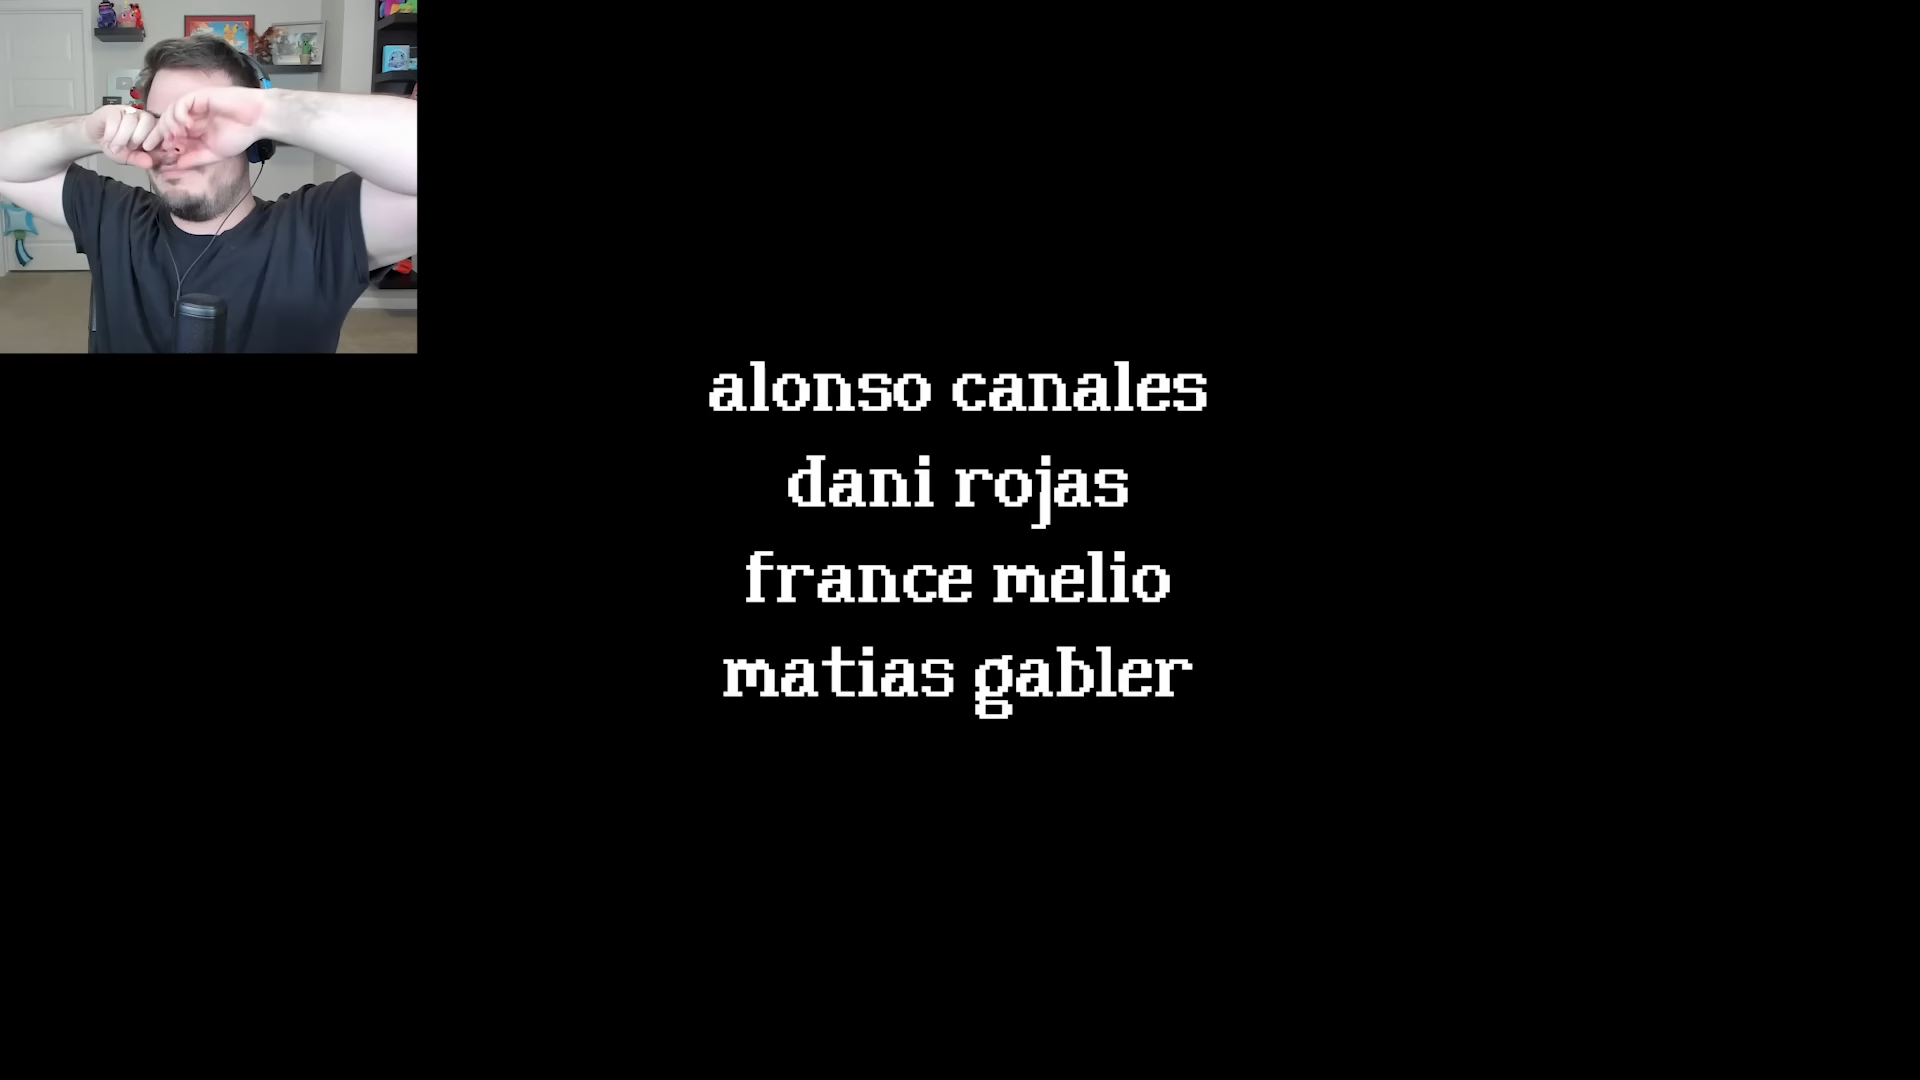 alonso canales
dani rojas
france melio
matias gabler